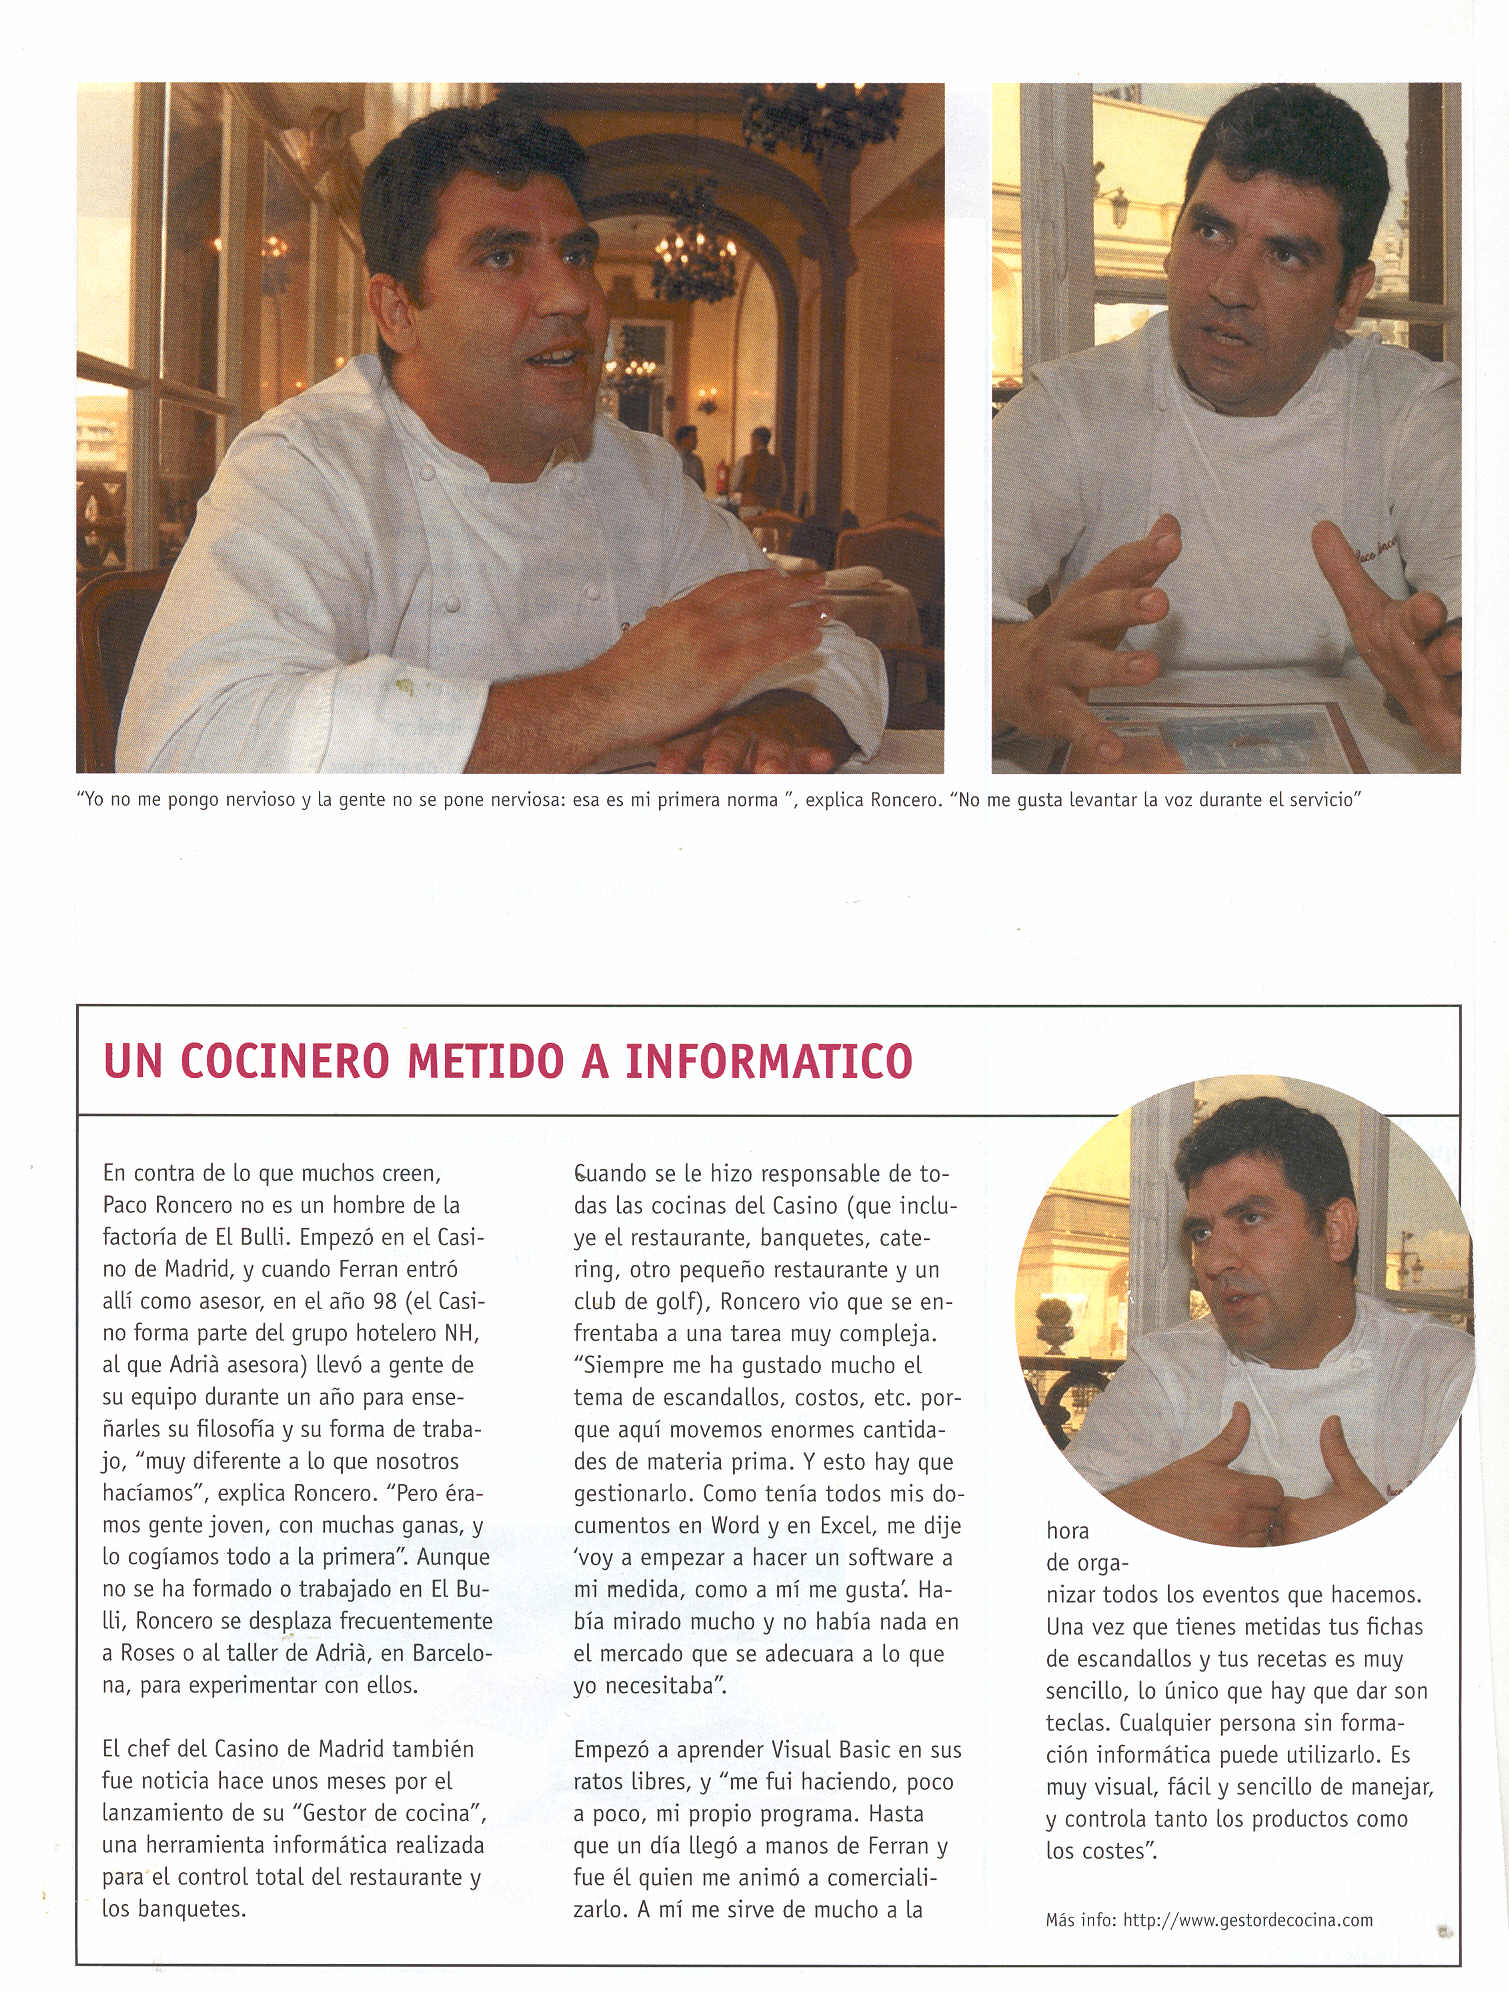 “Yo no me pongo nervioso y la gente no se pone nerviosa: esa es mi primera norma ”, explica Roncero. “No me gusta levantar la voz durante el servicio”
UN COCINERO METIDO A INFORMATICO
En contra de lo que muchos creen,
Paco Roncero no es un hombre de la
factoría de El Bulli. Empezó en el Casi-
no de Madrid, y cuando Ferran entró
allí como asesor, en el año 98 (el Casi-
no forma parte del grupo hotelero NH,
al que Adrià asesora) llevó a gente de
su equipo durante un año para ense-
ñarles su filosofía y su forma de traba-
jo, “muy diferente a lo que nosotros
hacíamos”, explica Roncero. “Pero éra-
mos gente joven, con muchas ganas, y
lo cogíamos todo a la primera”. Aunque
no se ha formado o trabajado en El Bu-
lli, Roncero se desplaza frecuentemente
a Roses o al taller de Adrià, en Barcelo-
na, para experimentar con ellos.
El chef del Casino de Madrid también
fue noticia hace unos meses por el
lanzamiento de su “Gestor de cocina”,
una herramienta informática realizada
para el control total del restaurante y
los banquetes.
Cuando se le hizo responsable de to-
das las cocinas del Casino (que inclu-
ye el restaurante, banquetes, cate-
ring, otro pequeño restaurante y un
club de golf), Roncero vio que se en-
frentaba a una tarea muy compleja.
“Siempre me ha gustado mucho el
tema de escandallos, costos, etc. por-
que aquí movemos enormes cantida-
des de materia prima. Y esto hay que
gestionarlo. Como tenía todos mis do-
cumentos en Word y en Excel, me dije
‘voy a empezar a hacer un software a
mi medida, como a mí me gusta’. Ha-
bía mirado mucho y no había nada en
el mercado que se adecuara a lo que
yo necesitaba”.
Empezó a aprender Visual Basic en sus
ratos libres, y “me fui haciendo, poco
a poco, mi propio programa. Hasta
que un día llegó a manos de Ferran y
fue él quien me animó a comerciali-
zarlo. A mí me sirve de mucho a la
hora
de orga-
nizar todos los eventos que hacemos.
Una vez que tienes metidas tus fichas
de escandallos y tus recetas es muy
sencillo, lo único que hay que dar son
teclas. Cualquier persona sin forma-
ción informática puede utilizarlo. Es
muy visual, fácil y sencillo de manejar,
y controla tanto los productos como
los costes”.
Más info: http://www.gestordecocina.com